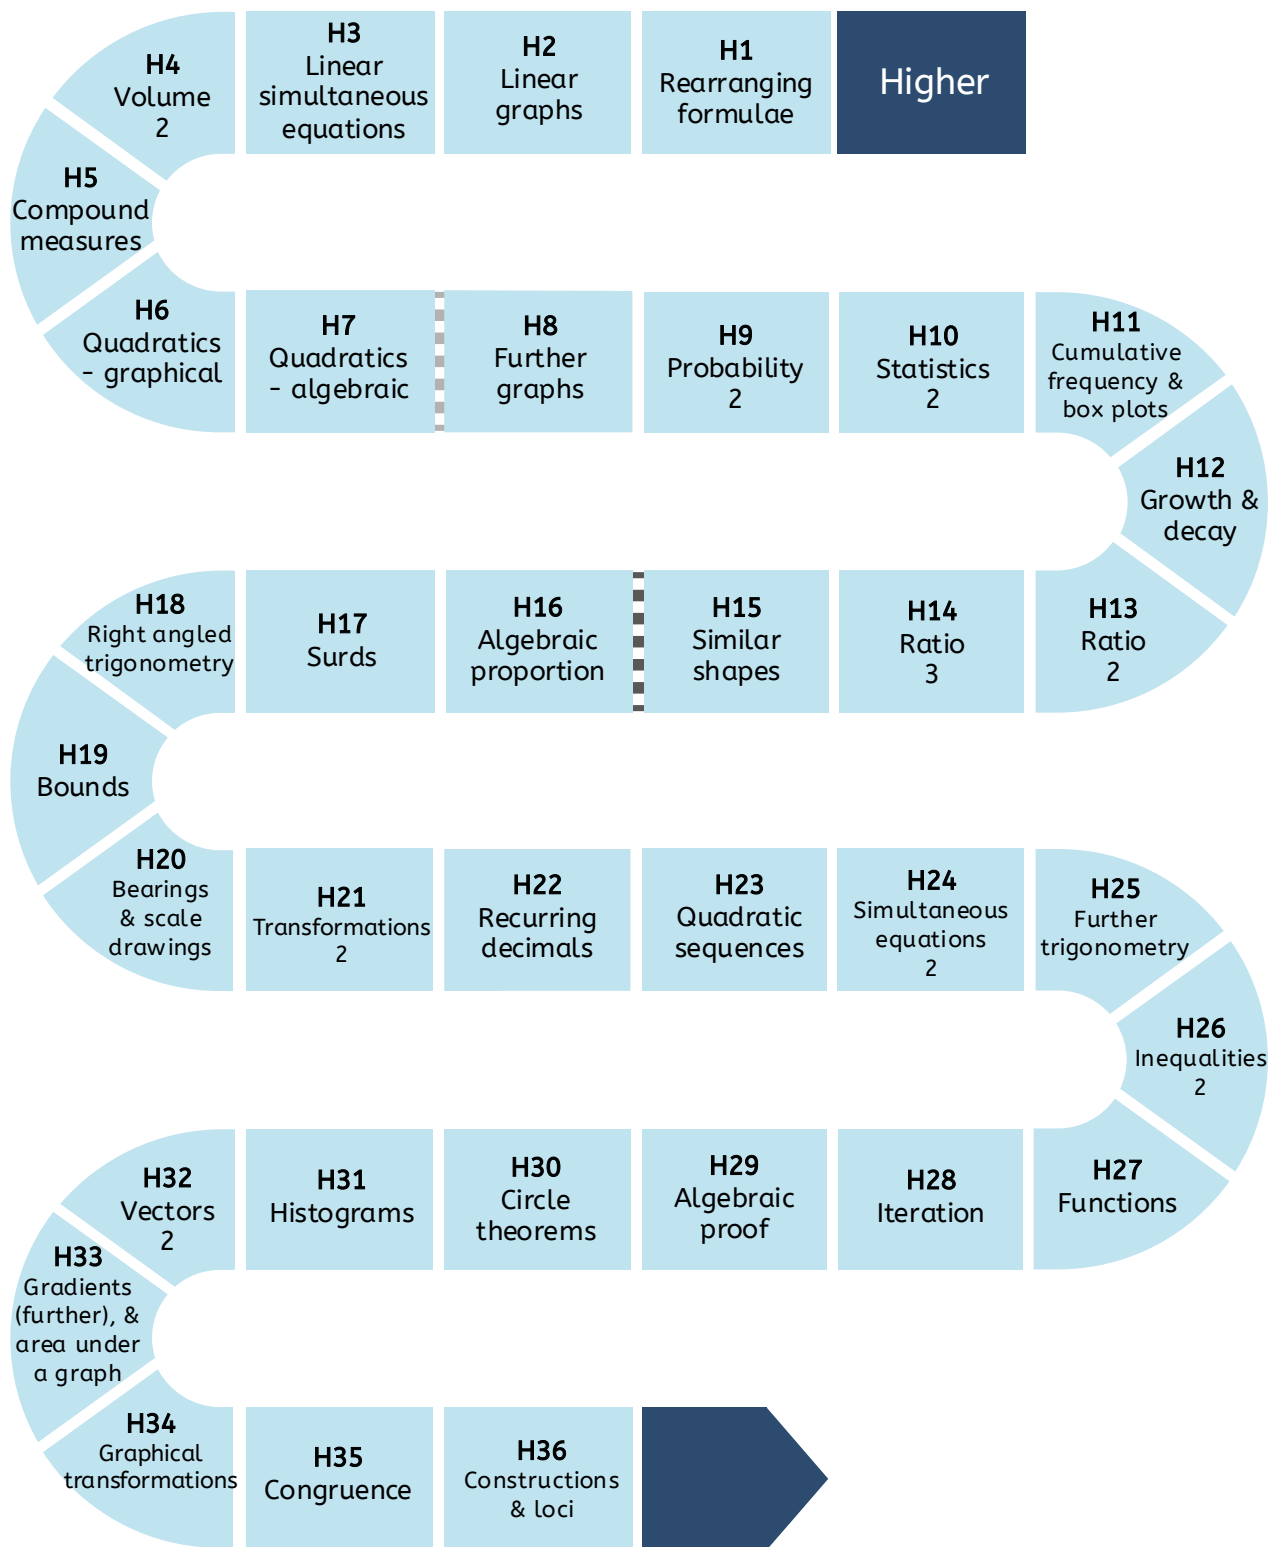 Higher
H1
Rearranging
formulae
H2
Linear
graphs
H3
Linear
simultaneous
equations
H4
Volume
2
H5
Compound
measures
H6
Quadratics
- graphical
H7
Quadratics
- algebraic
H8
Further
graphs
H9
Probability
2
H10
Statistics
2
H11
Cumulative
frequency &
box plots
H12
Growth &
decay
H13
Ratio
2
H14
Ratio
3
H15
Similar
shapes
H16
Algebraic
proportion
H17
Surds
H18
Right angled
trigonometry
H19
Bounds
H20
Bearings
& scale
drawings
H21
Transformations
2
H22
Recurring
decimals
H23
Quadratic
sequences
H24
Simultaneous
equations
2
H25
Further
trigonometry
H26
Inequalities
2
H27
Functions
H28
Iteration
H29
Algebraic
proof
H30
Circle
theorems
H31
Histograms
H32
Vectors
2
H33
Gradients
(further), &
area under
a graph
H34
Graphical
transformations
H35
Congruence
H36
Constructions
& loci